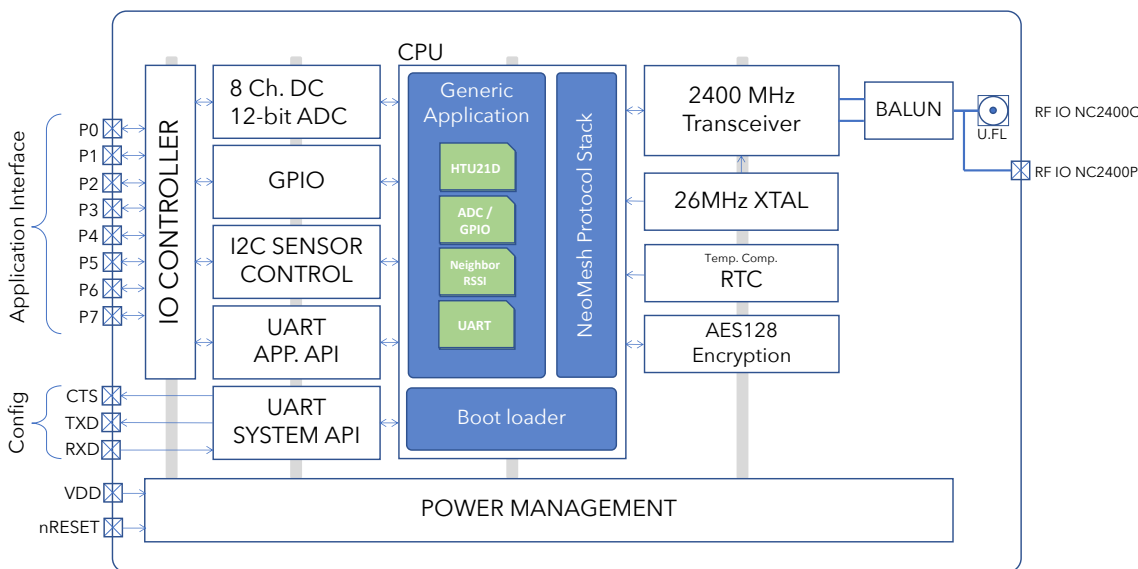 CPU
8 Ch. DC
12-bit ADC
GPIO
I2C SENSOR
CONTROL
UART
APP. API
UART
SYSTEM API
IO CONTROLLER
Application Interface
P0
P1
P2
P3
P4
P5
P6
P7
Config
CTS
TXD
RXD
VDD
nRESET
Generic
Application
HTU21D
ADC /
GPIO
Neighbor
RSSI
UART
NeoMesh Protocol Stack
Boot loader
2400 MHz
Transceiver
26MHz XTAL
Temp. Comp.
RTC
AES128
Encryption
BALUN
U.FL
RF IO NC2400C
RF IO NC2400P
POWER MANAGEMENT